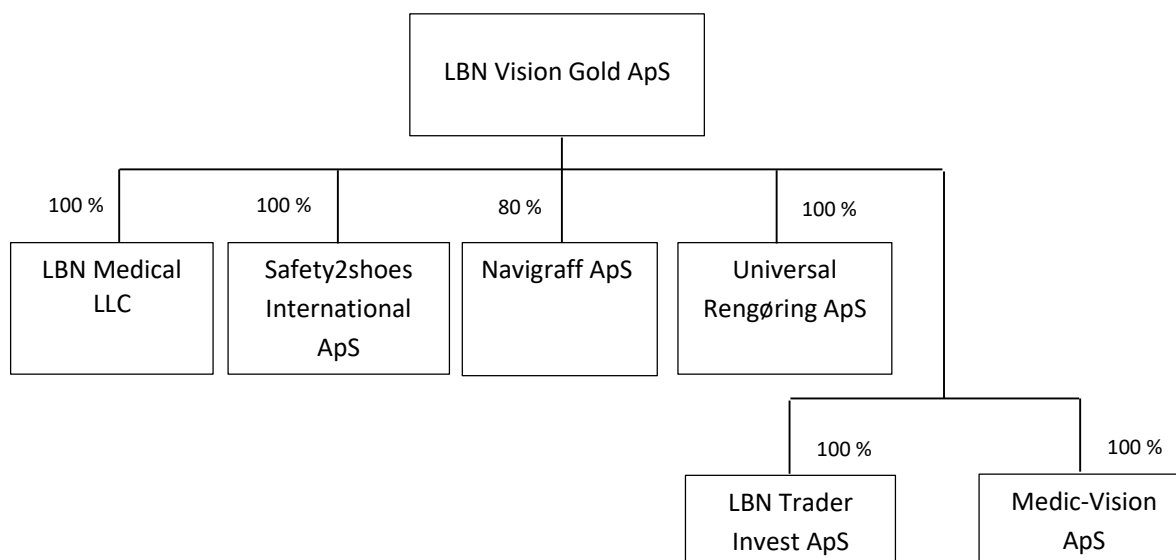 LBN Vision Gold ApS
100 %
100 %
80 %
100 %
LBN Medical
LLC
Safety2shoes
International
ApS
Navigraff ApS
Universal
Rengøring ApS
100 %
100 %
LBN Trader
Invest ApS
Medic-Vision
ApS